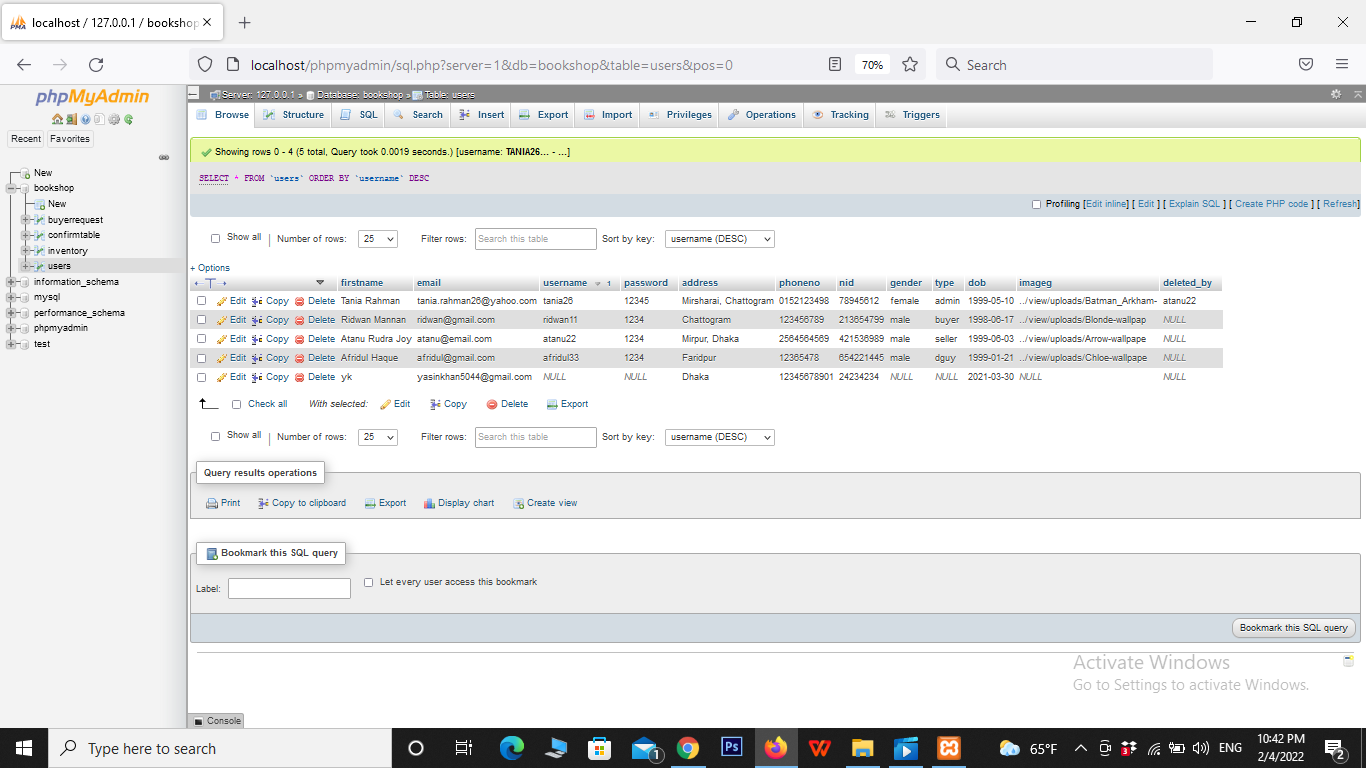 localhost / 127.0.0.1 / bookshop
localhost/phpmyadmin/sql.php?server=1&db=bookshop&table=users&pos=0 70% Search
phpMyAdmin
Recent Favorites
New
bookshop
New
buyerrequest
confirmtable
inventory
users
information_schema
mysql
performance_schema
phpmyadmin
test
Server: 127.0.0.1 » Database: bookshop » Table: users
Browse Structure SQL Search Insert Export Import Privileges Operations Tracking Triggers
Showing rows 0 - 4 (5 total, Query took 0.0019 seconds.) [username: TANIA26... - ...]
SELECT * FROM `users` ORDER BY `username` DESC
Profiling [Edit inline] [ Edit ] [ Explain SQL ] [ Create PHP code ] [ Refresh]
Show all Number of rows: 25 Filter rows: Search this table Sort by key: username (DESC)
+ Options
firstname email username 1 password address phoneno nid gender type dob imageg deleted_by
Edit Copy Delete Tania Rahman tania.rahman26@yahoo.com tania26 12345 Mirsharai, Chattogram 0152123498 78945612 female admin 1999-05-10 ../view/uploads/Batman_Arkham- atanu22
Edit Copy Delete Ridwan Mannan ridwan@gmail.com ridwan11 1234 Chattogram 123456789 213654799 male buyer 1998-06-17 ../view/uploads/Blonde-wallpap NULL
Edit Copy Delete Atanu Rudra Joy atanu@email.com atanu22 1234 Mirpur, Dhaka 2564564569 421536989 male seller 1999-06-03 ../view/uploads/Arrow-wallpape NULL
Edit Copy Delete Afridul Haque afridul@gmail.com afridul33 1234 Faridpur 12365478 654221445 male dguy 1999-01-21 ../view/uploads/Chloe-wallpape NULL
Edit Copy Delete yk yasinkhan5044@gmail.com NULL NULL Dhaka 12345678901 24234234 NULL NULL 2021-03-30 NULL NULL
Check all With selected: Edit Copy Delete Export
Show all Number of rows: 25 Filter rows: Search this table Sort by key: username (DESC)
Query results operations
Print Copy to clipboard Export Display chart Create view
Bookmark this SQL query
Label: Let every user access this bookmark
Bookmark this SQL query
Activate Windows
Go to Settings to activate Windows.
Console
Type here to search 1 Ps 65°F 3 ENG 10:42 PM
2/4/2022 2